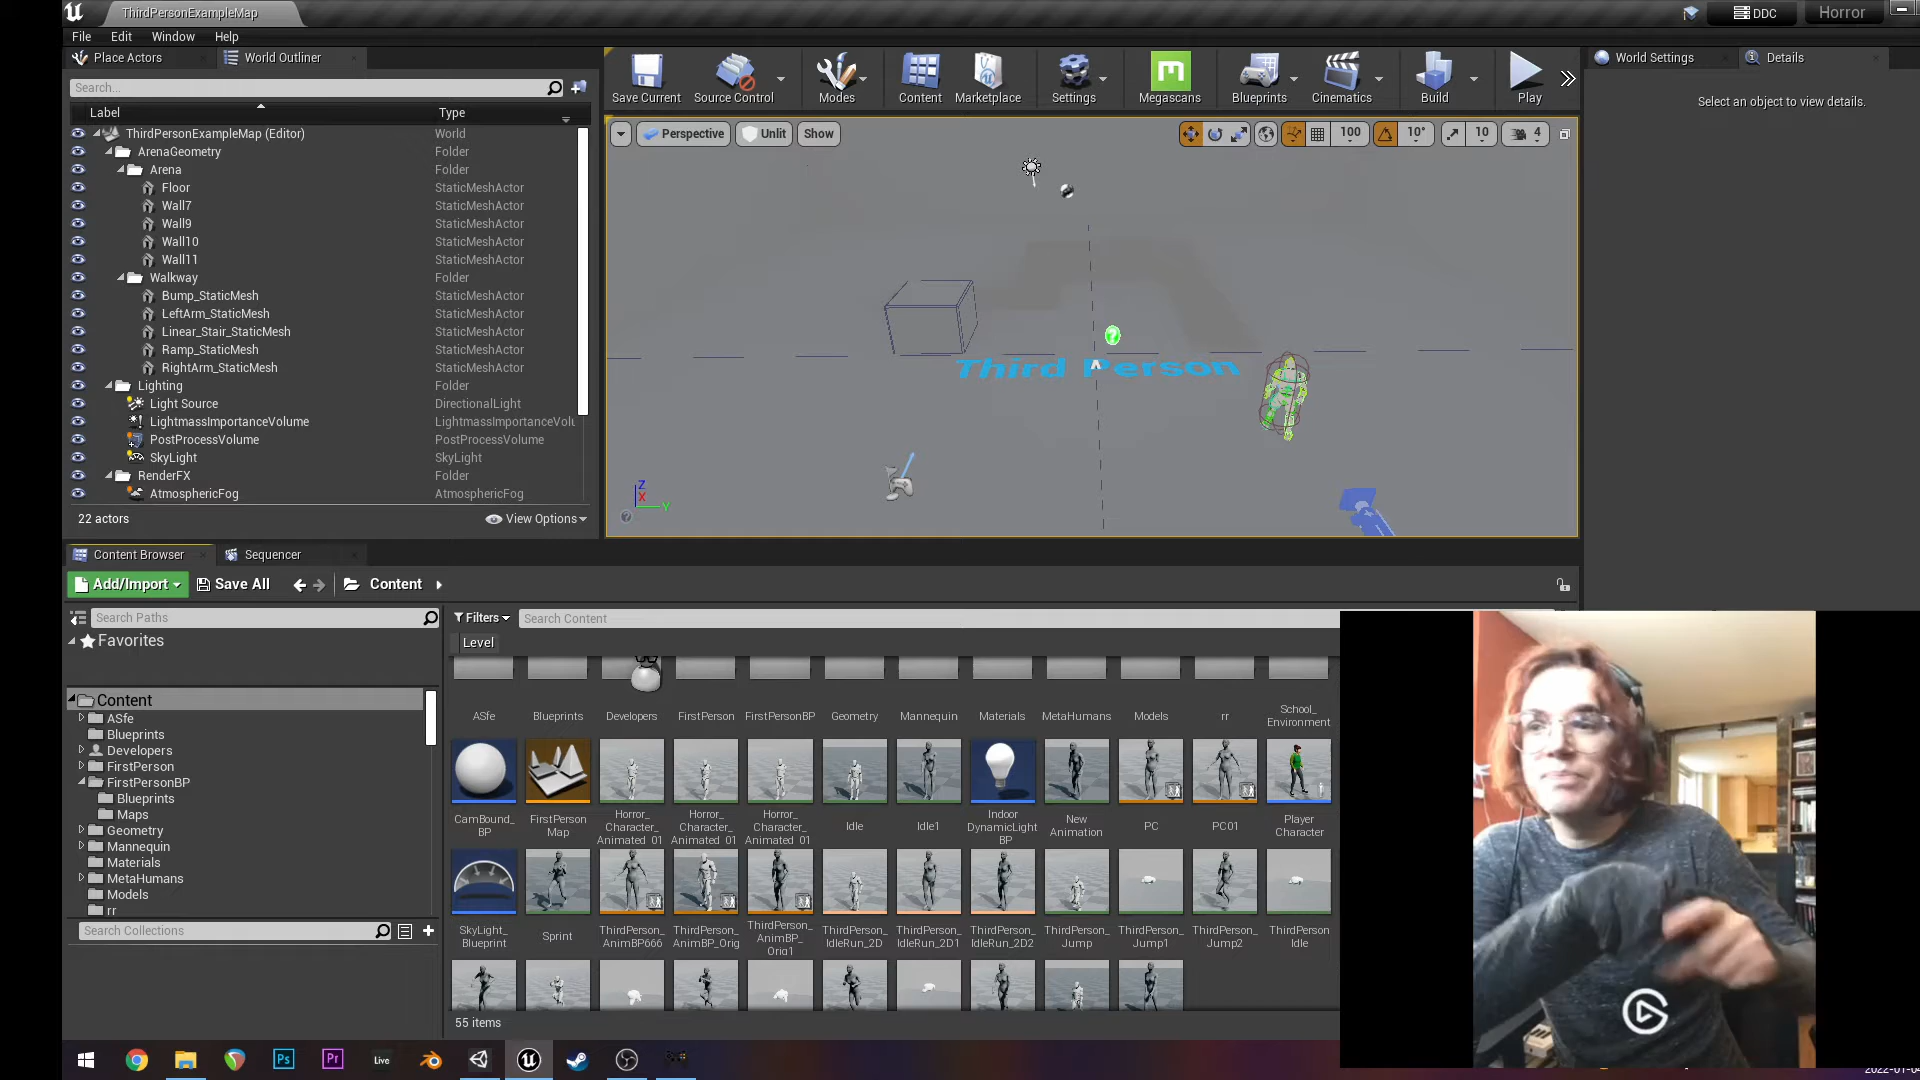 ThirdPersonExampleMap
DDC
Horror
File
Edit
Window
Help
Place Actors
World Outliner
Save Current
Source Control
Modes
Content
Marketplace
Settings
Megascans
Blueprints
Cinematics
Build
Play
World Settings
Details
Select an object to view details.
Search...
Label
Type
ThirdPersonExampleMap (Editor)
World
ArenaGeometry
Folder
Arena
Folder
Floor
StaticMeshActor
Wall7
StaticMeshActor
Wall9
StaticMeshActor
Wall10
StaticMeshActor
Wall11
StaticMeshActor
Walkway
Folder
Bump_StaticMesh
StaticMeshActor
LeftArm_StaticMesh
StaticMeshActor
Linear_Stair_StaticMesh
StaticMeshActor
Ramp_StaticMesh
StaticMeshActor
RightArm_StaticMesh
StaticMeshActor
Lighting
Folder
Light Source
DirectionalLight
LightmassImportanceVolume
LightmassImportanceVolu
PostProcessVolume
PostProcessVolume
SkyLight
SkyLight
RenderFX
Folder
AtmosphericFog
AtmosphericFog
22 actors
View Options
Perspective
Unlit
Show
100
10°
10
4
Third Person
Z
X
Y
Content Browser
Sequencer
Add/Import
Save All
Content
Search Paths
Favorites
Content
ASfe
Blueprints
Developers
FirstPerson
FirstPersonBP
Blueprints
Maps
Geometry
Mannequin
Materials
MetaHumans
Models
rr
Search Collections
Filters
Search Content
Level
ASfe
Blueprints
Developers
FirstPerson
FirstPersonBP
Geometry
Mannequin
Materials
MetaHumans
Models
rr
School_
Environment
CamBound_
BP
FirstPerson
Map
Horror_
Character_
Animated_01
Horror_
Character_
Animated_01
Horror_
Character_
Animated_01
Idle
Idle1
Indoor
DynamicLight
BP
New
Animation
PC
PC01
Player
Character
SkyLight_
Blueprint
Sprint
ThirdPerson_
AnimBP666
ThirdPerson_
AnimBP_Orig
ThirdPerson_
AnimBP_
Orig1
ThirdPerson_
IdleRun_2D
ThirdPerson_
IdleRun_2D1
ThirdPerson_
IdleRun_2D2
ThirdPerson_
Jump
ThirdPerson_
Jump1
ThirdPerson_
Jump2
ThirdPerson
Idle
55 items
Ps
Pr
Live
2022-01-04